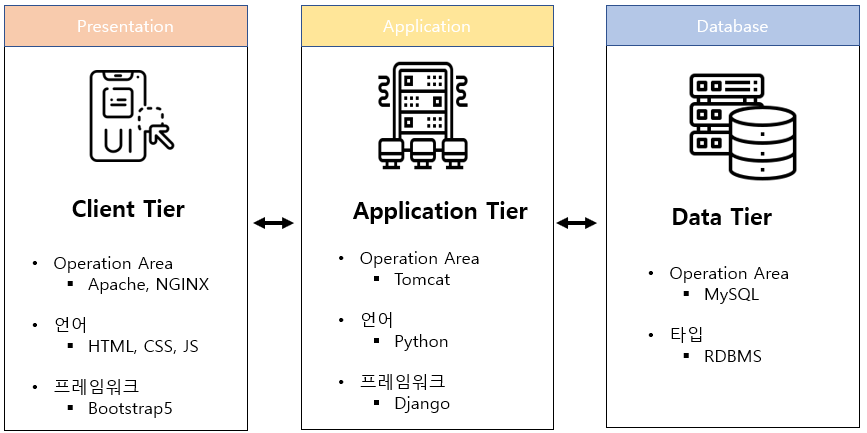 Presentation
UI
Client Tier
• Operation Area
▪ Apache, NGINX
• 언어
▪ HTML, CSS, JS
• 프레임워크
▪ Bootstrap5
Application
Application Tier
• Operation Area
▪ Tomcat
• 언어
▪ Python
• 프레임워크
▪ Django
Database
Data Tier
• Operation Area
▪ MySQL
• 타입
▪ RDBMS